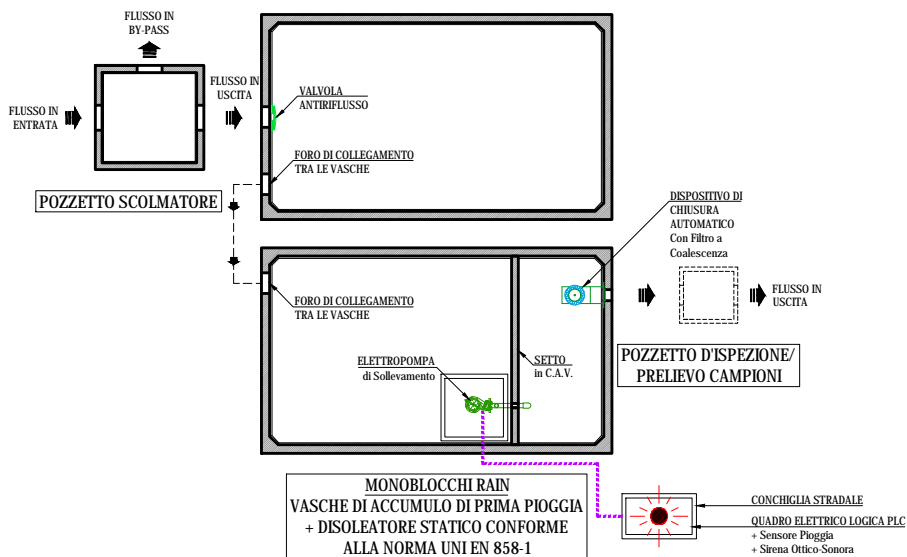 FLUSSO IN
BY-PASS
FLUSSO IN
ENTRATA
FLUSSO IN
USCITA
POZZETTO SCOLMATORE
VALVOLA
ANTIRIFLUSSO
FORO DI COLLEGAMENTO
TRA LE VASCHE
DISPOSITIVO DI
CHIUSURA
AUTOMATICO
Con Filtro a
Coalescenza
FLUSSO IN
USCITA
FORO DI COLLEGAMENTO
TRA LE VASCHE
ELETTROPOMPA
di Sollevamento
SETTO
in C.A.V.
POZZETTO D'ISPEZIONE/
PRELIEVO CAMPIONI
MONOBLOCCHI RAIN
VASCHE DI ACCUMULO DI PRIMA PIOGGIA
+ DISOLEATORE STATICO CONFORME
ALLA NORMA UNI EN 858-1
CONCHIGLIA STRADALE
QUADRO ELETTRICO LOGICA PLC
+ Sensore Pioggia
+ Sirena Ottico-Sonora